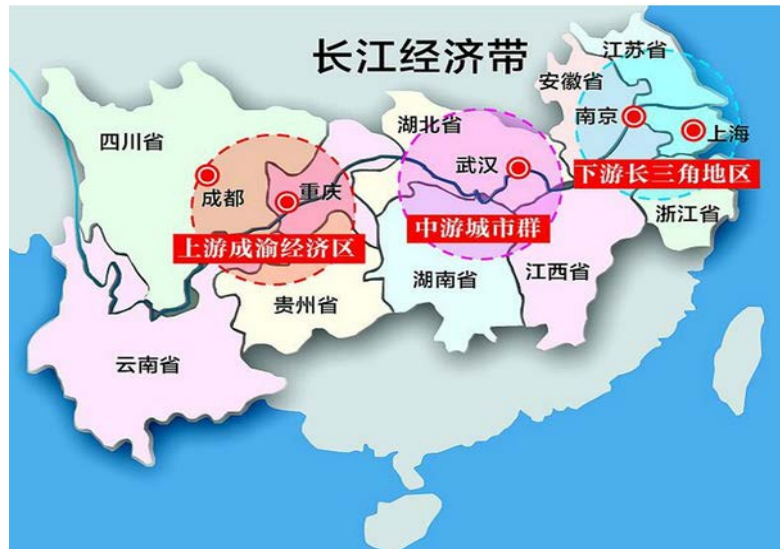 长江经济带
江苏省
安徽省
南京
上海
下游长三角地区
浙江省
湖北省
武汉
中游城市群
湖南省
江西省
四川省
成都
重庆
上游成渝经济区
贵州省
云南省